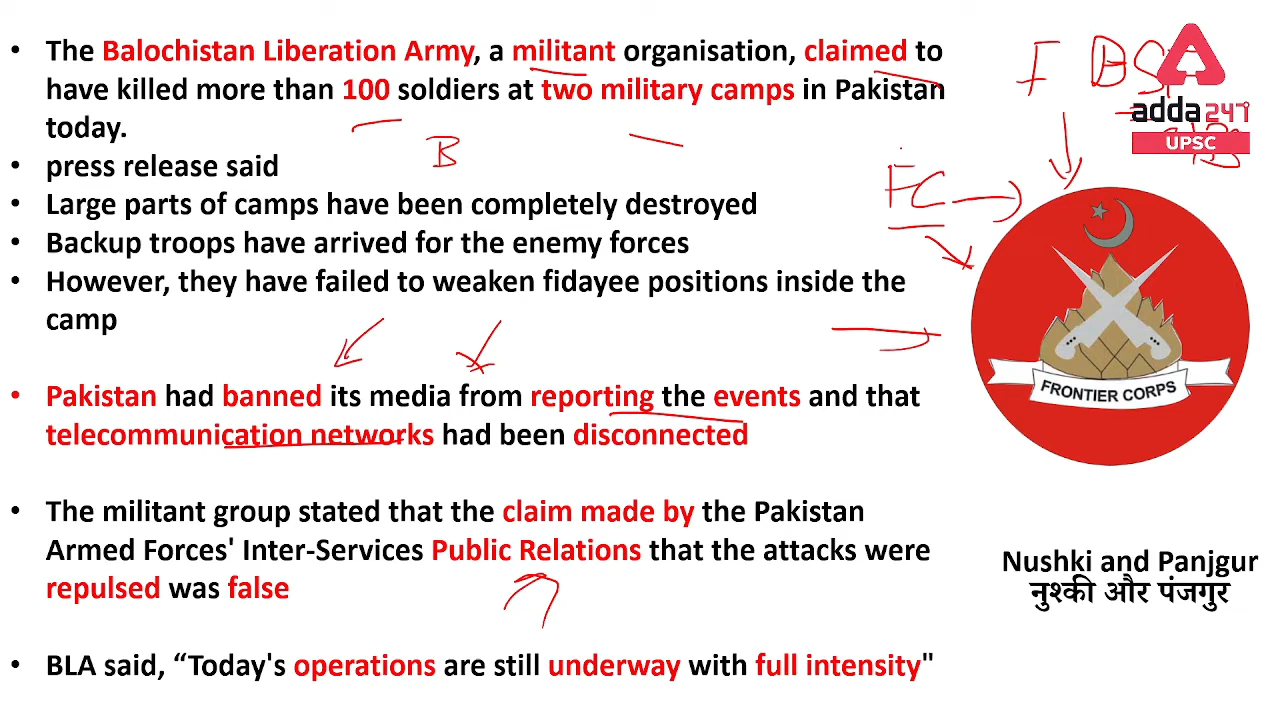 • The Balochistan Liberation Army, a militant organisation, claimed to
have killed more than 100 soldiers at two military camps in Pakistan
today.
• press release said
• Large parts of camps have been completely destroyed
• Backup troops have arrived for the enemy forces
• However, they have failed to weaken fidayee positions inside the
camp
• Pakistan had banned its media from reporting the events and that
telecommunication networks had been disconnected
• The militant group stated that the claim made by the Pakistan
Armed Forces' Inter-Services Public Relations that the attacks were
repulsed was false
• BLA said, “Today's operations are still underway with full intensity"
B
FC
adda 247
UPSC
FRONTIER CORPS
Nushki and Panjgur
नुश्की और पंजगुर